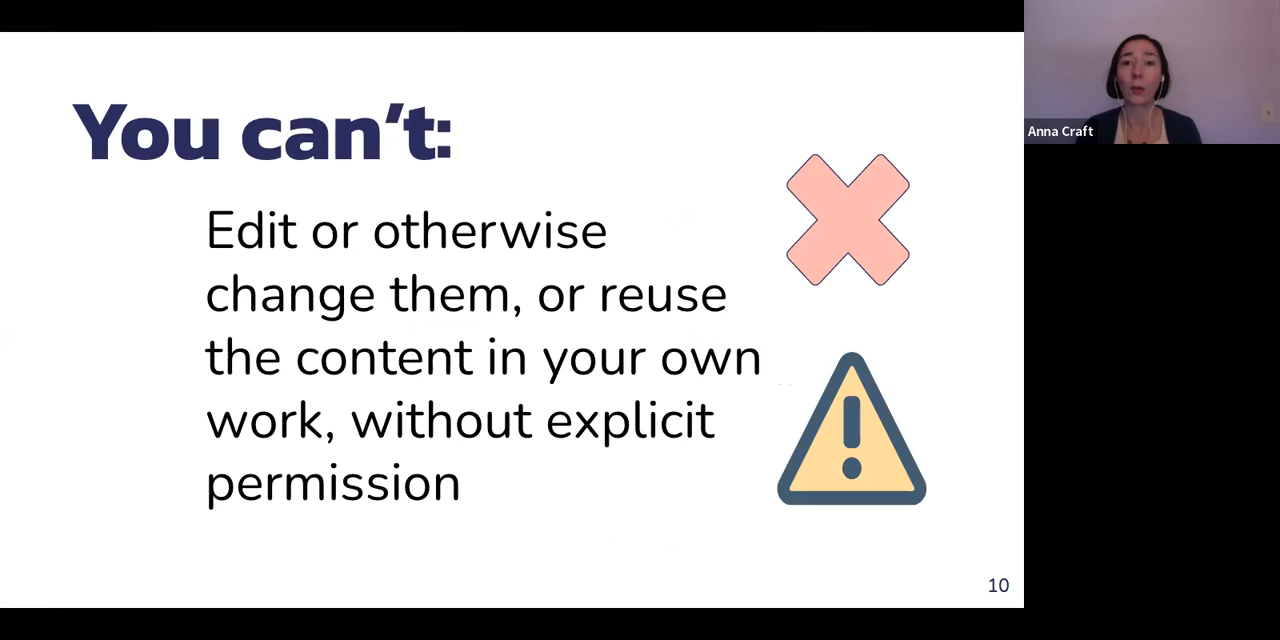 You can’t:
Edit or otherwise
change them, or reuse
the content in your own
work, without explicit
permission
10
Anna Craft